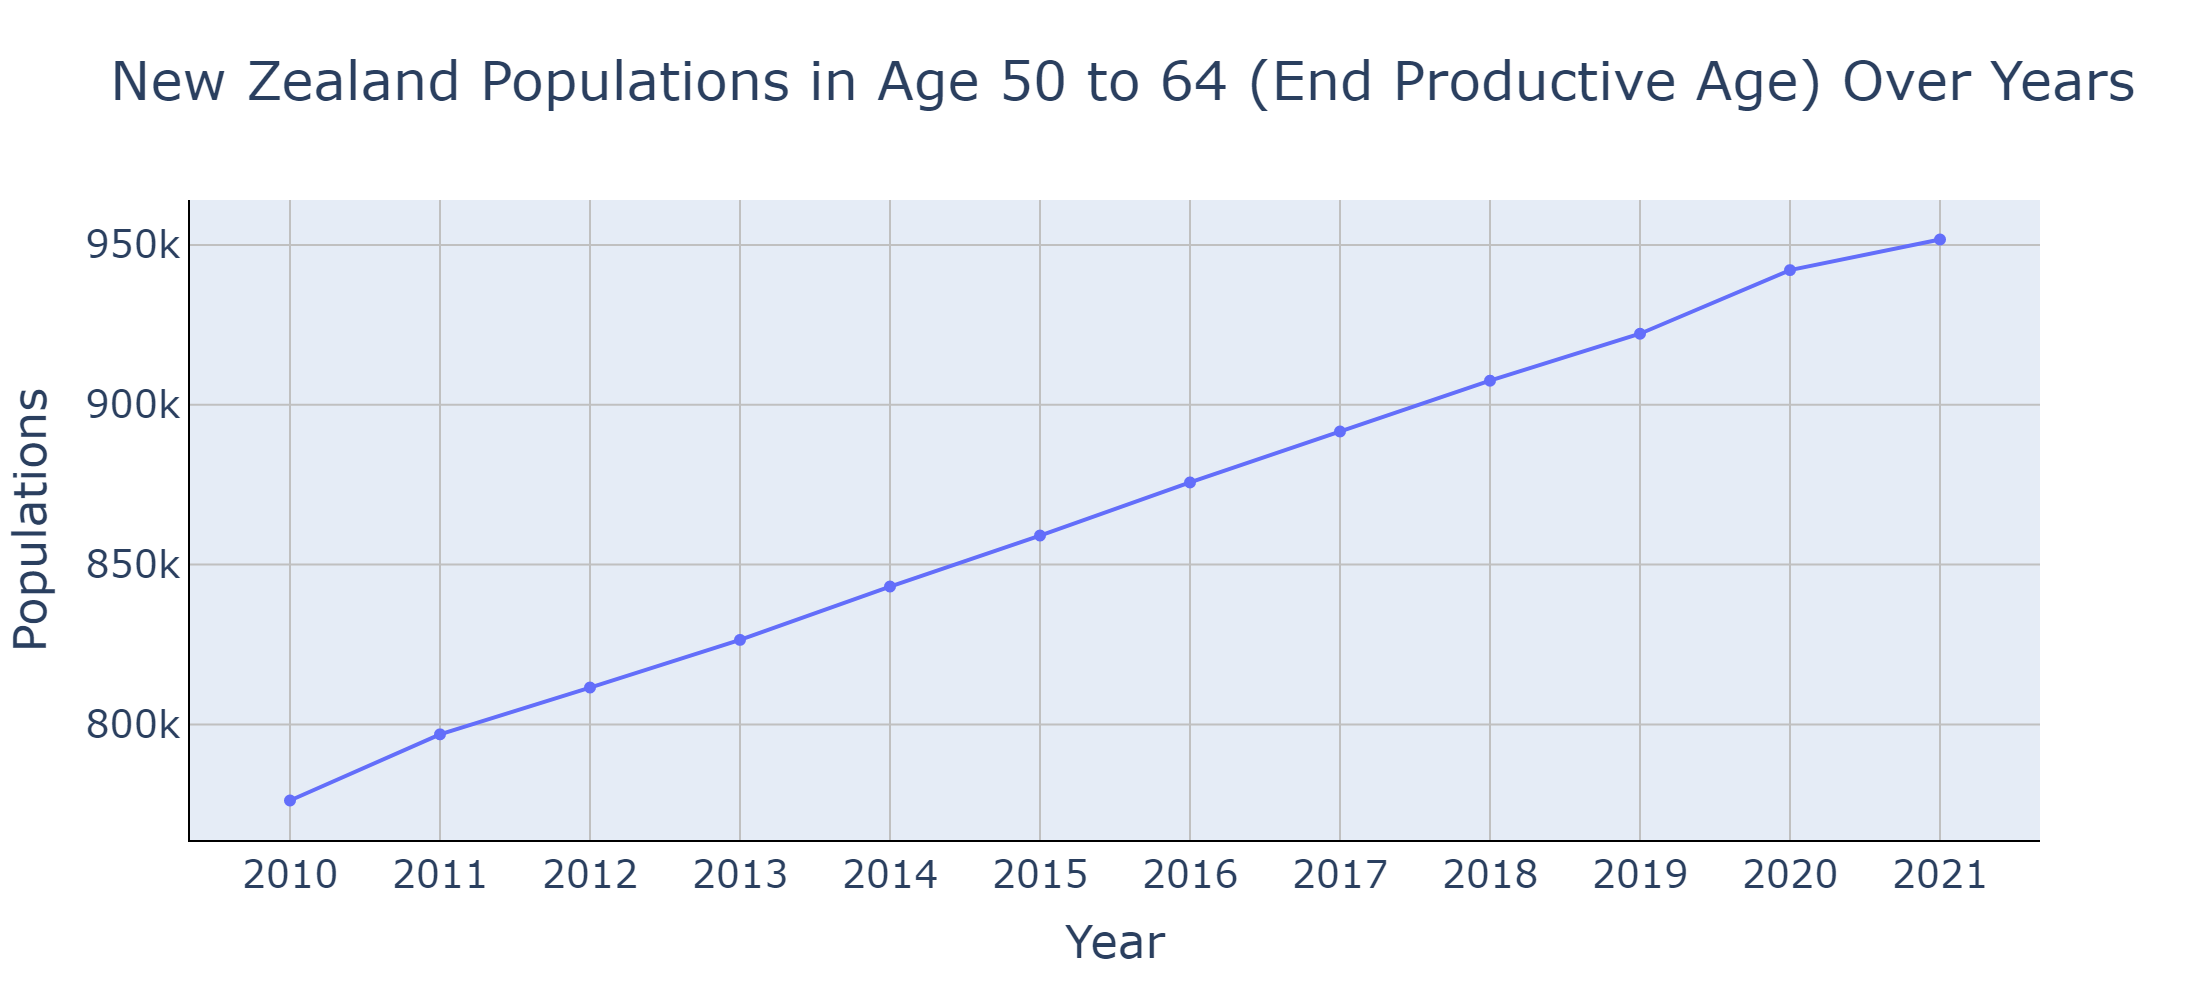 New Zealand Populations in Age 50 to 64 (End Productive Age) Over Years
Populations
950k
900k
850k
800k
2010 2011 2012 2013 2014 2015 2016 2017 2018 2019 2020 2021
Year